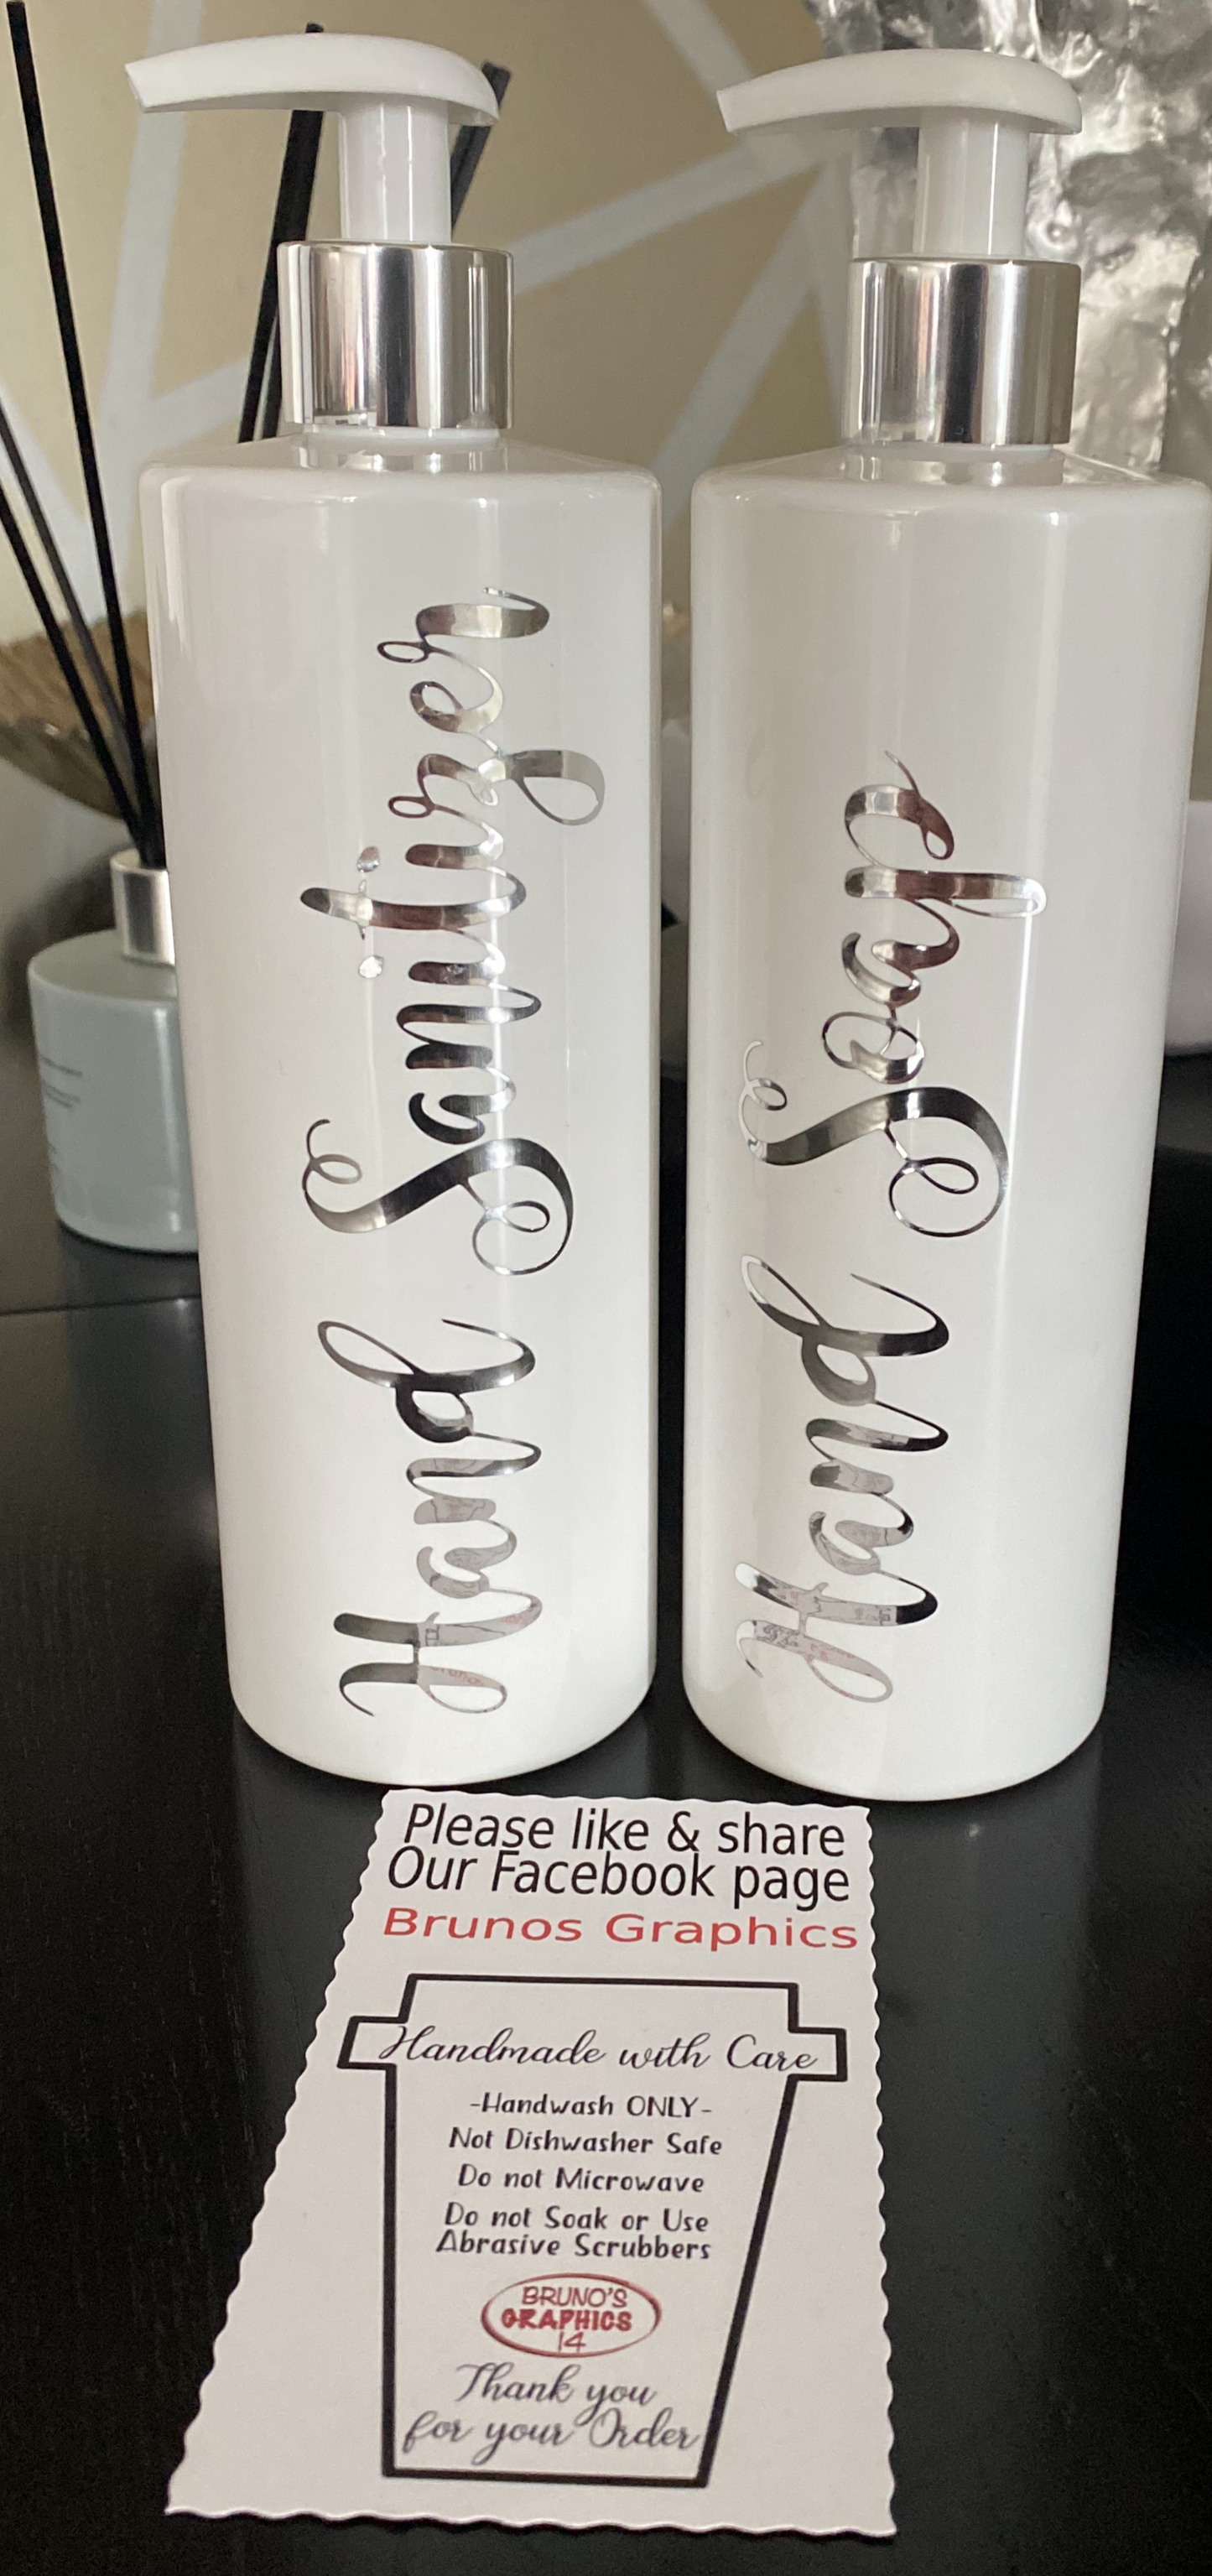 Hand Sanitizer
Hand Soap
Please like & share
Our Facebook page
Brunos Graphics
Handmade with Care
-Handwash ONLY-
Not Dishwasher Safe
Do not Microwave
Do not Soak or Use
Abrasive Scrubbers
BRUNO'S
GRAPHICS
14
Thank you
for your Order